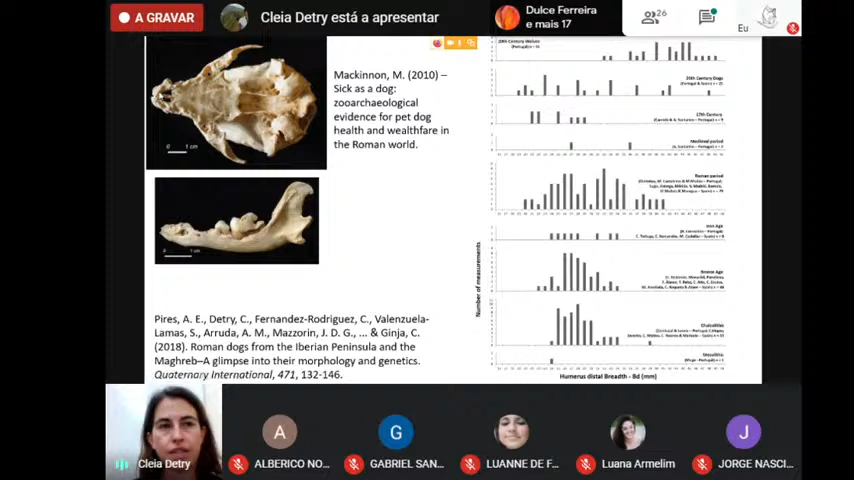 A GRAVAR
Cleia Detry está a apresentar
Dulce Ferreira
e mais 17
26
Eu
Mackinnon, M. (2010) –
Sick as a dog:
zooarchaeological
evidence for pet dog
health and wealthfare in
the Roman world.
0 1 cm
0 1 cm
Pires, A. E., Detry, C., Fernandez-Rodriguez, C., Valenzuela-
Lamas, S., Arruda, A. M., Mazzorin, J. D. G., ... & Ginja, C.
(2018). Roman dogs from the Iberian Peninsula and the
Maghreb–A glimpse into their morphology and genetics.
Quaternary International, 471, 132-146.
20th Century Wolves
20th Century Dogs
17th Century
Medieval period
Roman period
Iron Age
Bronze Age
Chalcolithic
Mesolithic
Number of measurements
Humerus distal Breadth - Bd (mm)
Cleia Detry
A
ALBERICO NO...
G
GABRIEL SAN...
LUANNE DE F...
Luana Armelim
J
JORGE NASCI...